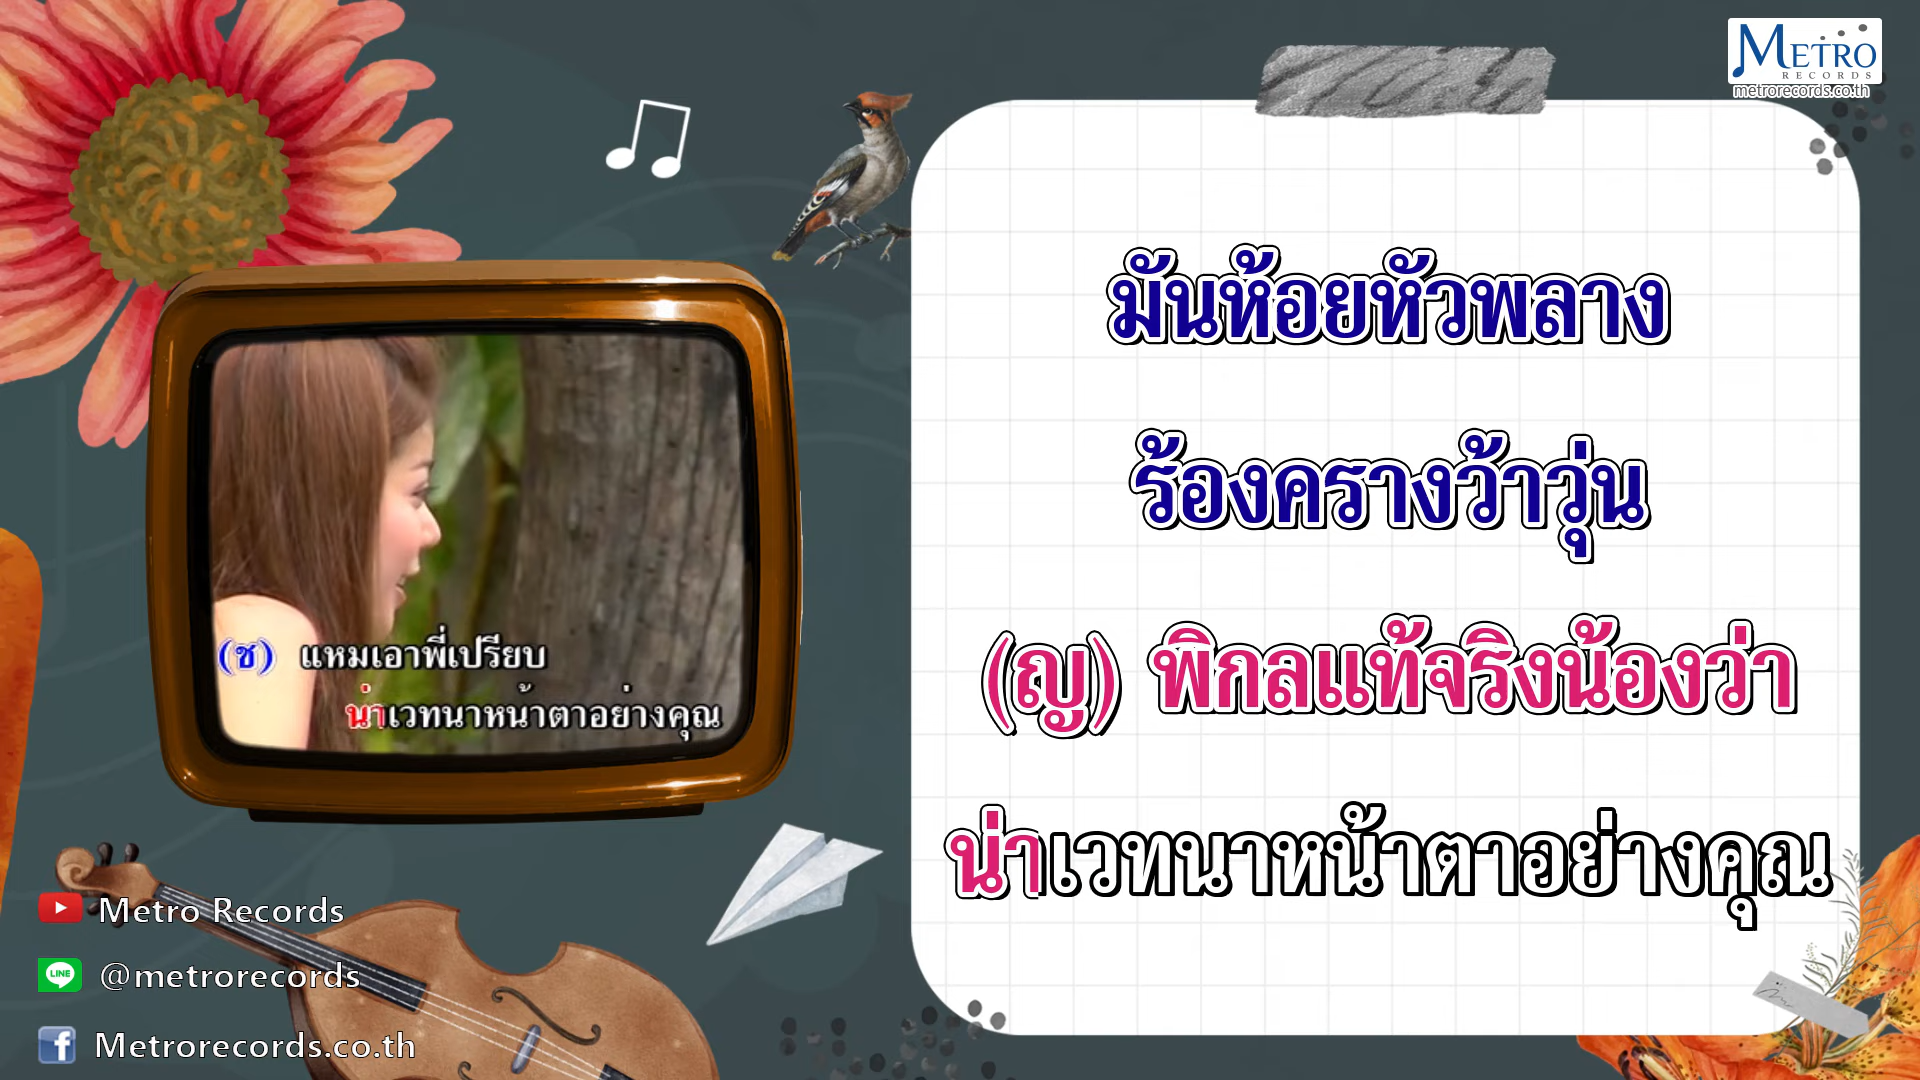 METRO
RECORDS
metrorecords.co.th
มันห้อยหัวพลาง
ร้องครางว้าวุ่น
(ญ) พิกลแท้จริงน้องว่า
น่าเวทนาหน้าตาอย่างคุณ
(ช) แหมเอาพี่เปรียบ
น่าเวทนาหน้าตาอย่างคุณ
Metro Records
LINE
@metrorecords
f
Metrorecords.co.th